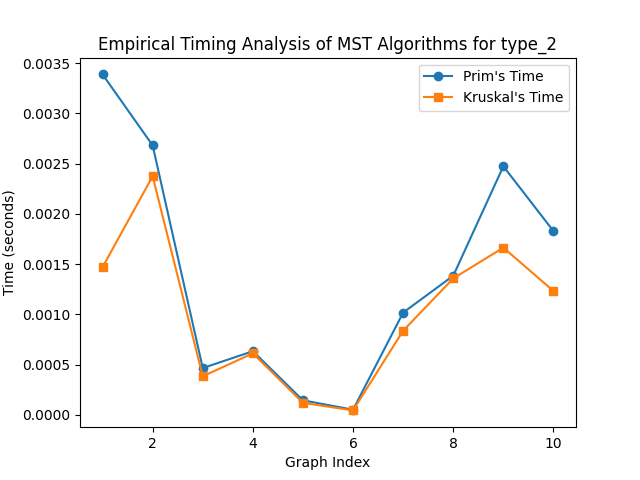 Empirical Timing Analysis of MST Algorithms for type_2
Prim's Time
Kruskal's Time
Time (seconds)
0.0035
0.0030
0.0025
0.0020
0.0015
0.0010
0.0005
0.0000
2 4 6 8 10
Graph Index